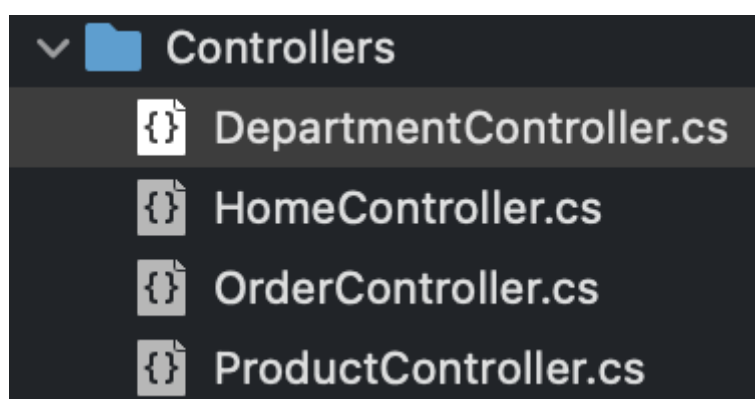 Controllers
{} DepartmentController.cs
{} HomeController.cs
{} OrderController.cs
{} ProductController.cs